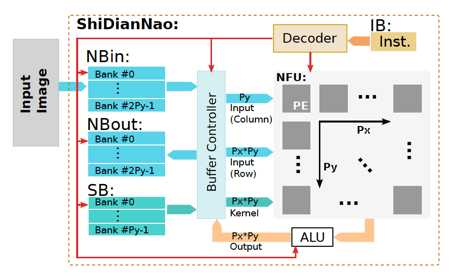 ShiDianNao:
Input
Image
NBin:
Bank #0
Bank #2Py-1
NBout:
Bank #0
Bank #2Py-1
SB:
Bank #0
Bank #Py-1
Buffer Controller
Decoder
IB:
Inst.
NFU:
PE
Px
Py
Py
Input
(Column)
Px*Py
Input
(Row)
Px*Py
Kernel
Px*Py
Output
ALU